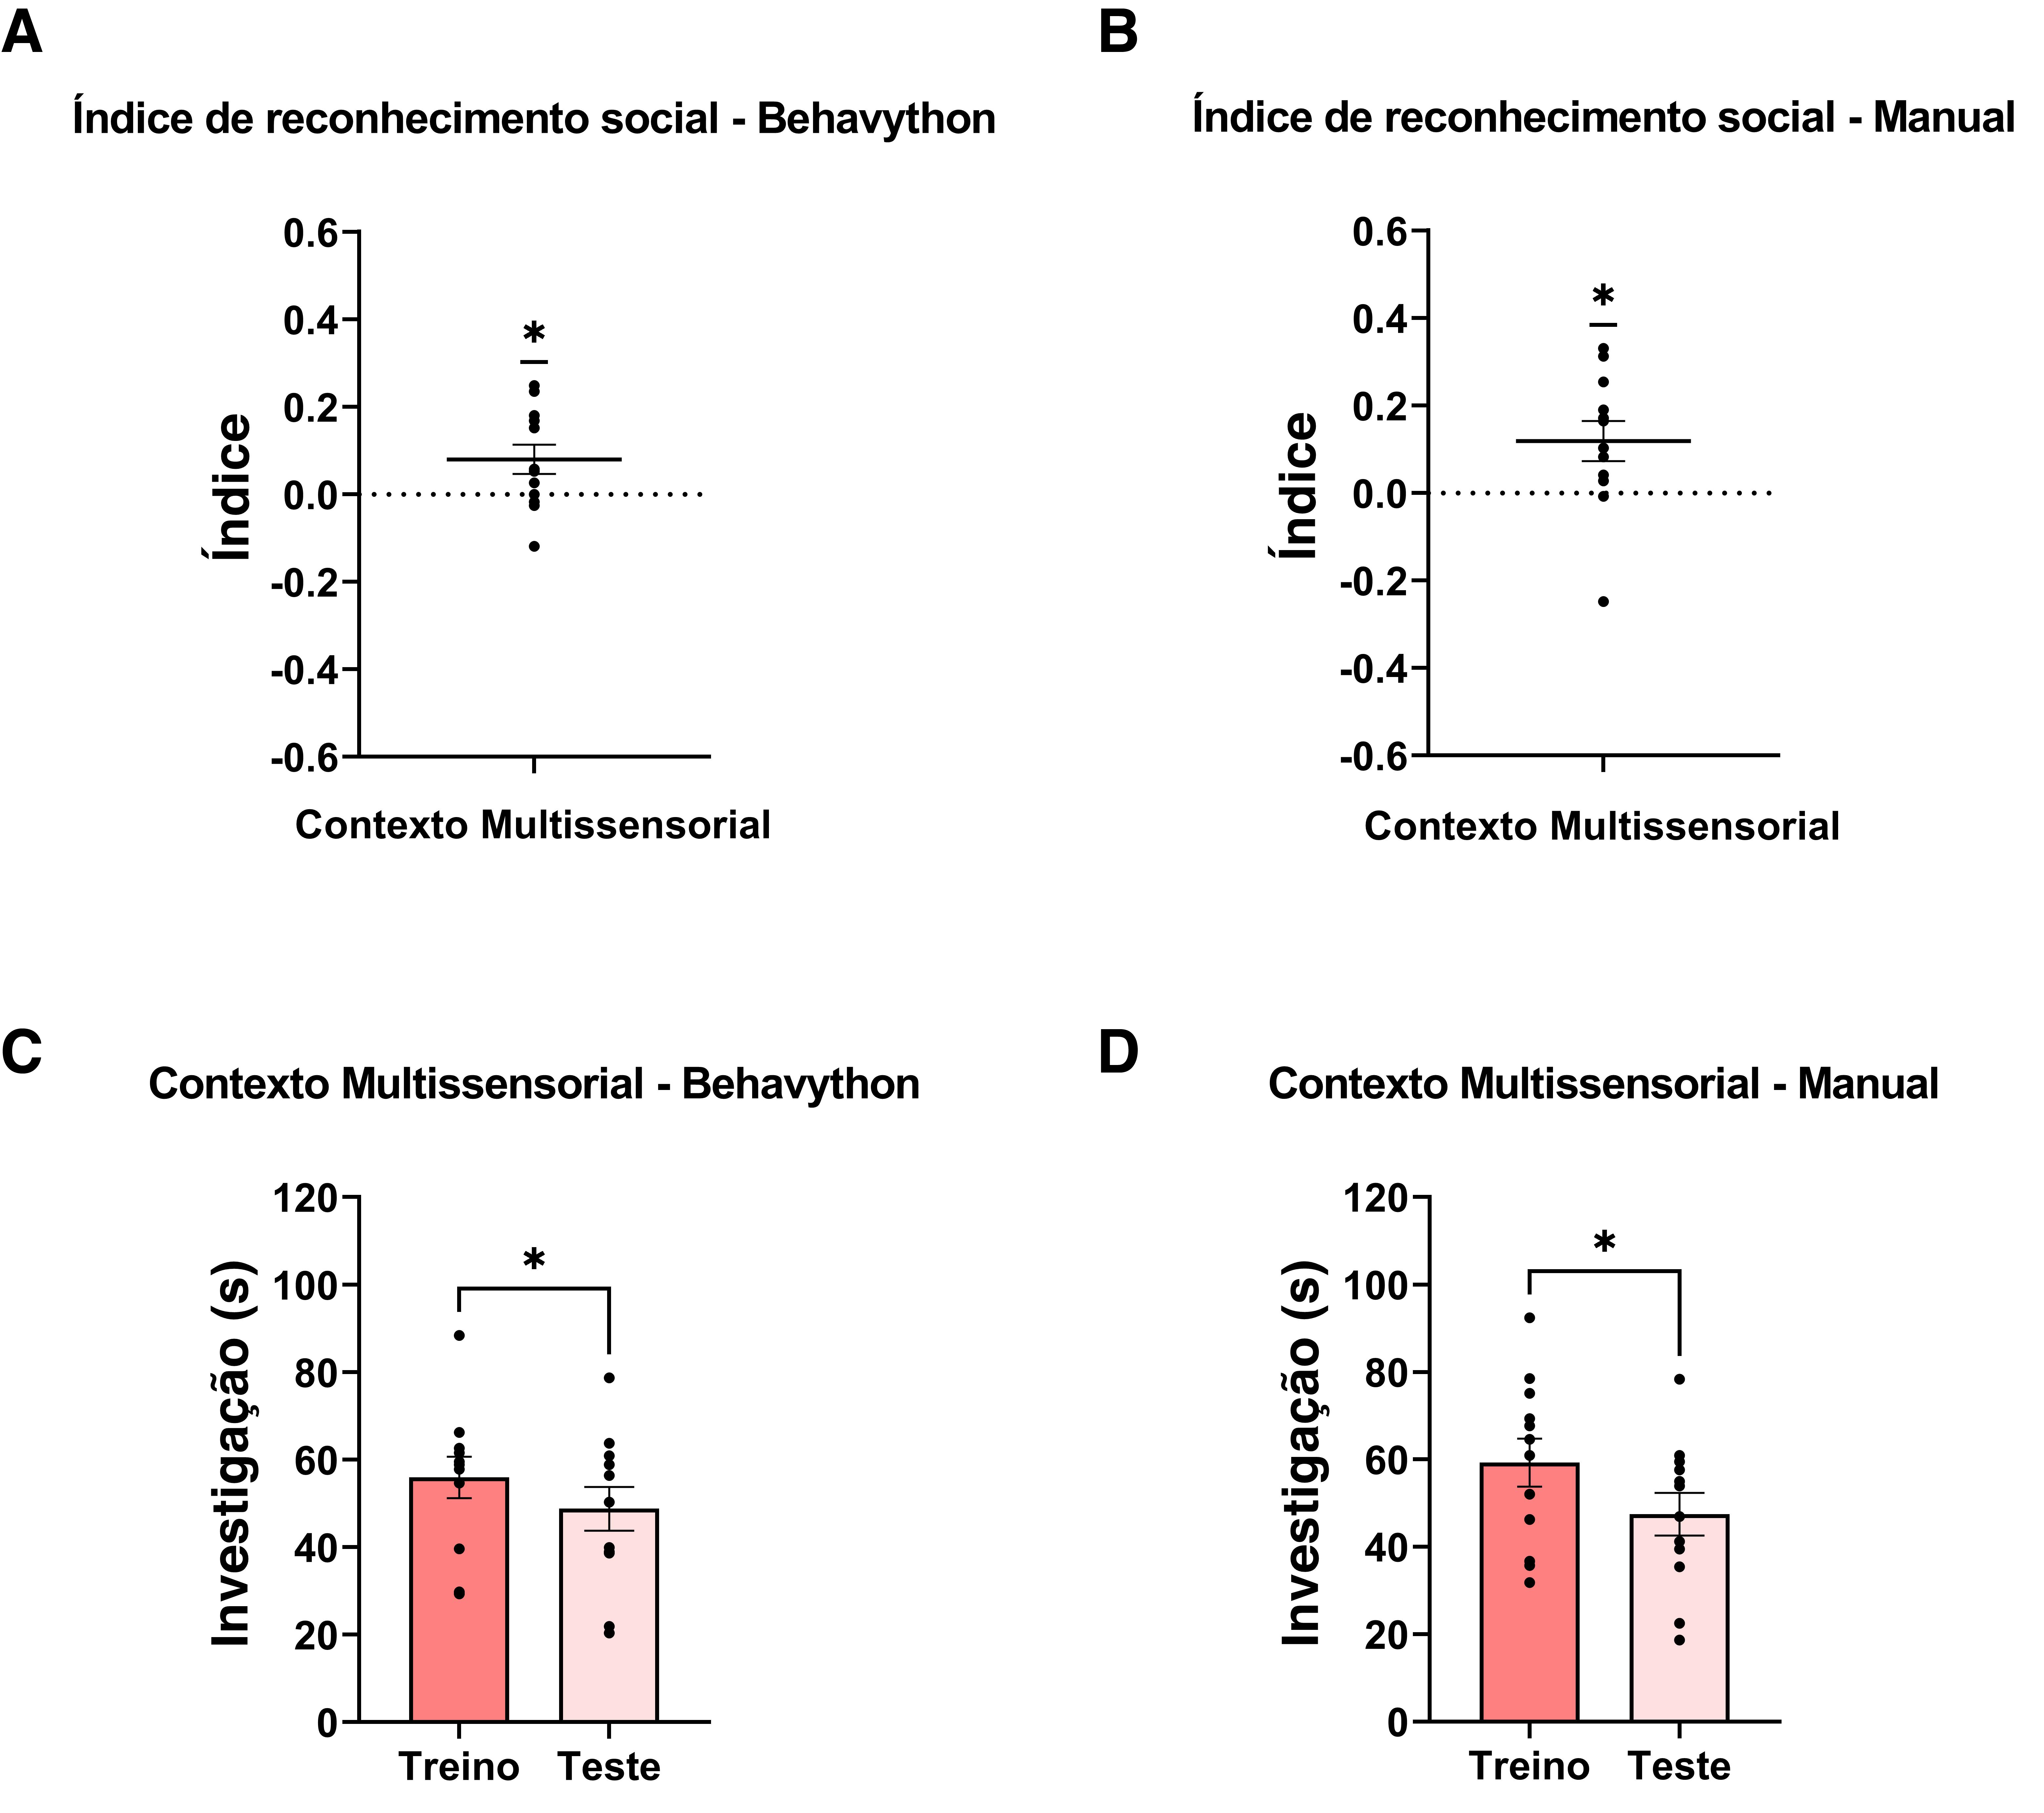 A
Índice de reconhecimento social - Behavython
0.6
0.4
0.2
0.0
-0.2
-0.4
-0.6
Índice
*
Contexto Multissensorial
B
Índice de reconhecimento social - Manual
0.6
0.4
0.2
0.0
-0.2
-0.4
-0.6
Índice
*
Contexto Multissensorial
C
Contexto Multissensorial - Behavython
120
100
80
60
40
20
0
Investigação (s)
*
Treino Teste
D
Contexto Multissensorial - Manual
120
100
80
60
40
20
0
Investigação (s)
*
Treino Teste